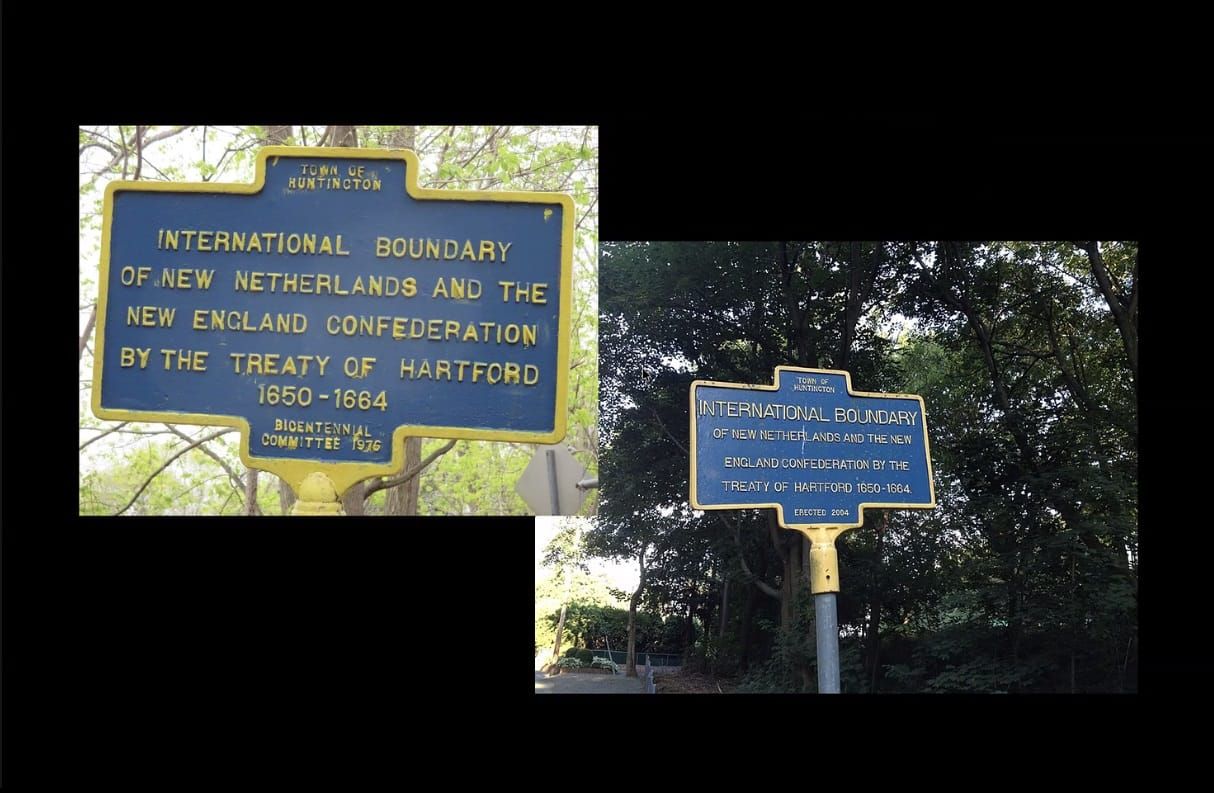 TOWN OF
HUNTINGTON
INTERNATIONAL BOUNDARY
OF NEW NETHERLANDS AND THE
NEW ENGLAND CONFEDERATION
BY THE TREATY OF HARTFORD
1650-1664
BICENTENNIAL
COMMITTEE 1976
TOWN OF
HUNTINGTON
INTERNATIONAL BOUNDARY
OF NEW NETHERLANDS AND THE NEW
ENGLAND CONFEDERATION BY THE
TREATY OF HARTFORD 1650-1664.
ERECTED 2004